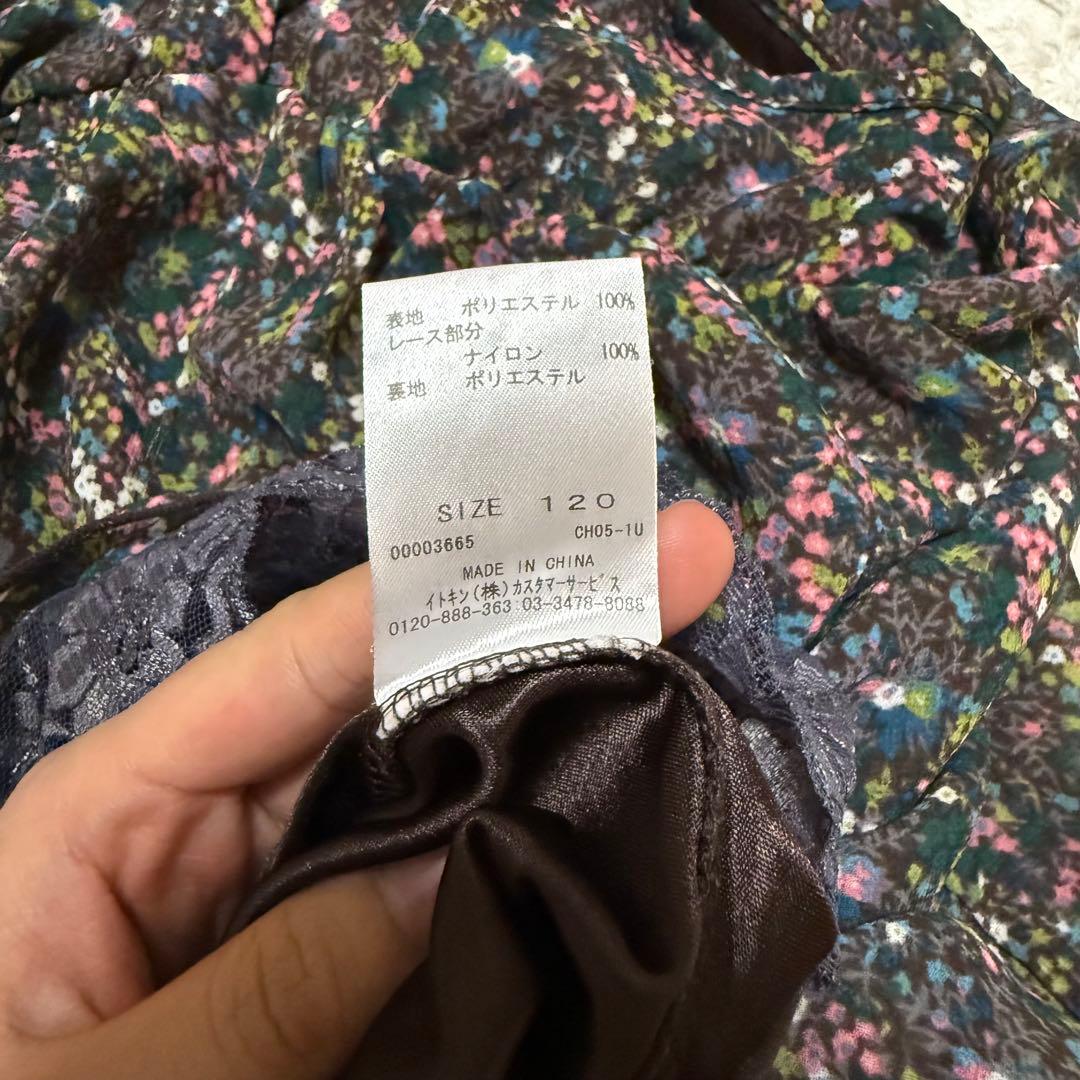 表地 ポリエステル 100%
レース部分
ナイロン 100%
裏地 ポリエステル
SIZE 120
00003665 CH05-1U
MADE IN CHINA
イトキン(株)カスタマーサービス
0120-888-363 03-3478-8088